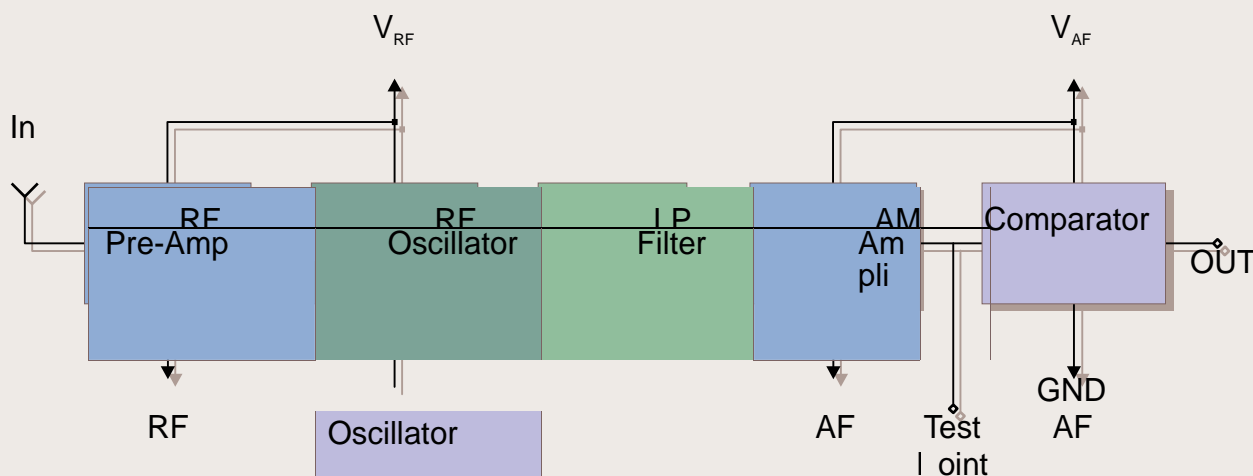 V RF
V AF
In
RF
Pre-Amp
RF
Oscillator
LP
Filter
AM
Am
pli
Comparator
OUT
RF
Oscillator
AF
Test
oint
GND
AF